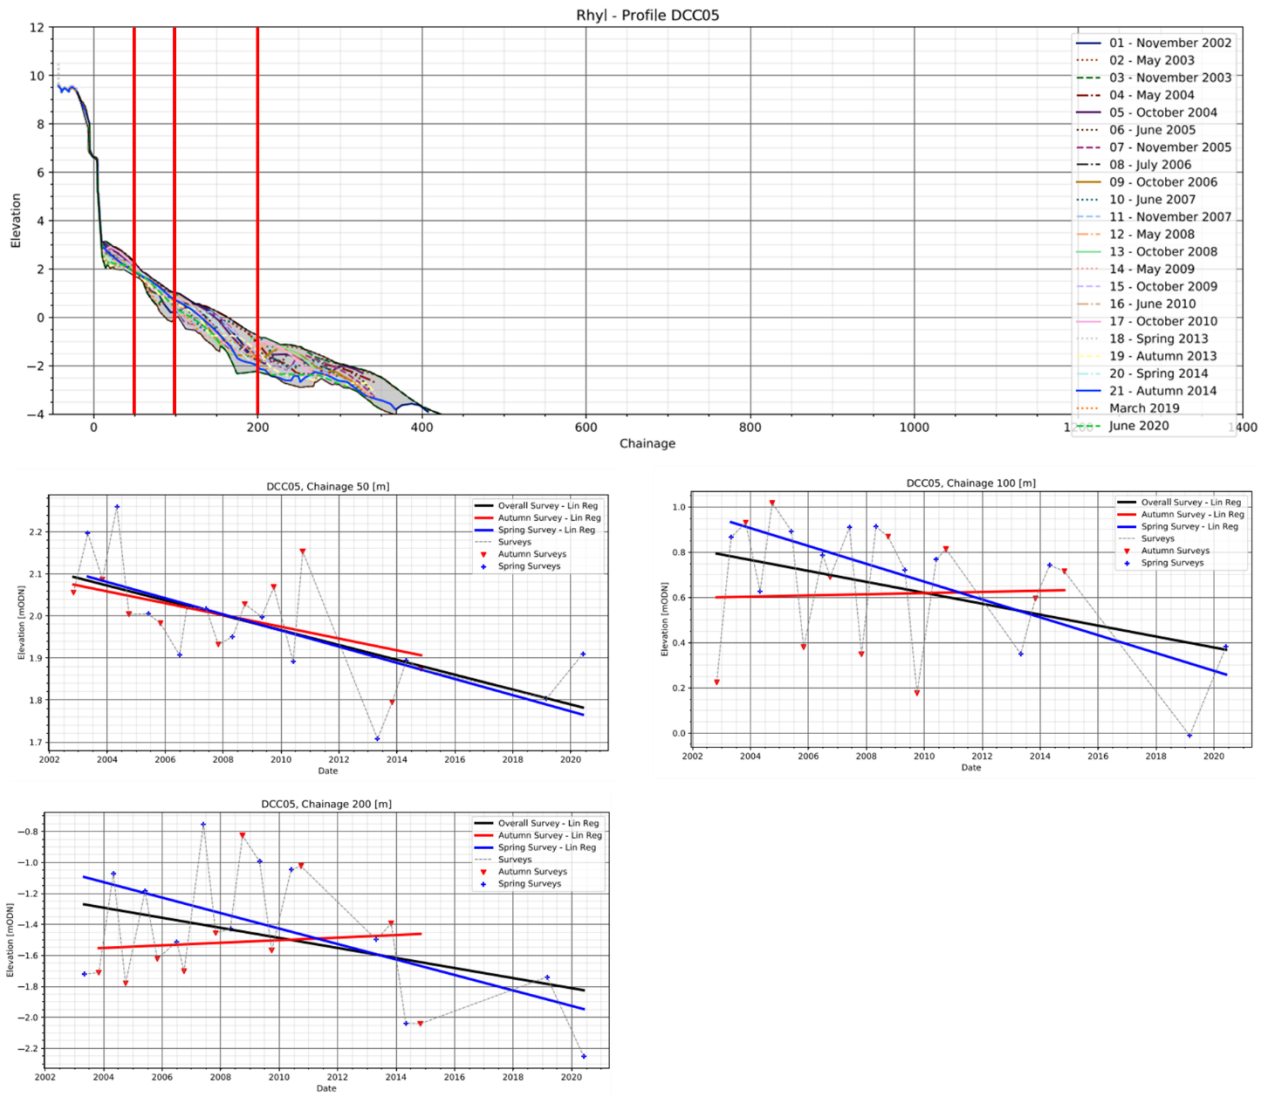 Rhyl - Profile DCC05
12
10
8
6
4
2
0
−2
−4
Elevation
0
200
400
600
800
1000
1200
1400
Chainage
01 - November 2002
02 - May 2003
03 - November 2003
04 - May 2004
05 - October 2004
06 - June 2005
07 - November 2005
08 - July 2006
09 - October 2006
10 - June 2007
11 - November 2007
12 - May 2008
13 - October 2008
14 - May 2009
15 - October 2009
16 - June 2010
17 - October 2010
18 - Spring 2013
19 - Autumn 2013
20 - Spring 2014
21 - Autumn 2014
March 2019
June 2020
DCC05, Chainage 50 [m]
2.2
2.1
2.0
1.9
1.8
1.7
Elevation [mODN]
2002
2004
2006
2008
2010
2012
2014
2016
2018
2020
Date
Overall Survey - Lin Reg
Autumn Survey - Lin Reg
Spring Survey - Lin Reg
Surveys
Autumn Surveys
Spring Surveys
DCC05, Chainage 100 [m]
1.0
0.8
0.6
0.4
0.2
0.0
Elevation [mODN]
2002
2004
2006
2008
2010
2012
2014
2016
2018
2020
Date
Overall Survey - Lin Reg
Autumn Survey - Lin Reg
Spring Survey - Lin Reg
Surveys
Autumn Surveys
Spring Surveys
DCC05, Chainage 200 [m]
−0.8
−1.0
−1.2
−1.4
−1.6
−1.8
−2.0
−2.2
Elevation [mODN]
2002
2004
2006
2008
2010
2012
2014
2016
2018
2020
Date
Overall Survey - Lin Reg
Autumn Survey - Lin Reg
Spring Survey - Lin Reg
Surveys
Autumn Surveys
Spring Surveys